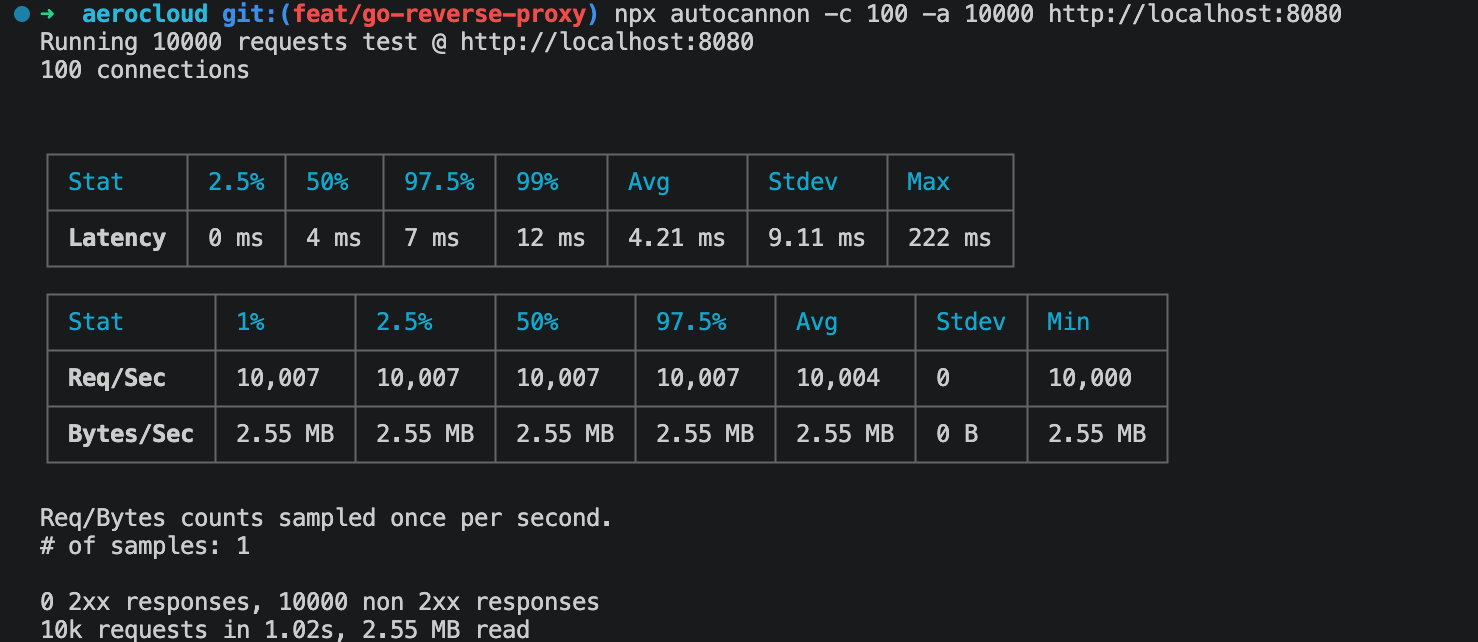 ➜ aerocloud git:(feat/go-reverse-proxy) npx autocannon -c 100 -a 10000 http://localhost:8080
Running 10000 requests test @ http://localhost:8080
100 connections
Stat 2.5% 50% 97.5% 99% Avg Stdev Max
Latency 0 ms 4 ms 7 ms 12 ms 4.21 ms 9.11 ms 222 ms
Stat 1% 2.5% 50% 97.5% Avg Stdev Min
Req/Sec 10,007 10,007 10,007 10,007 10,004 0 10,000
Bytes/Sec 2.55 MB 2.55 MB 2.55 MB 2.55 MB 2.55 MB 0 B 2.55 MB
Req/Bytes counts sampled once per second.
# of samples: 1
0 2xx responses, 10000 non 2xx responses
10k requests in 1.02s, 2.55 MB read